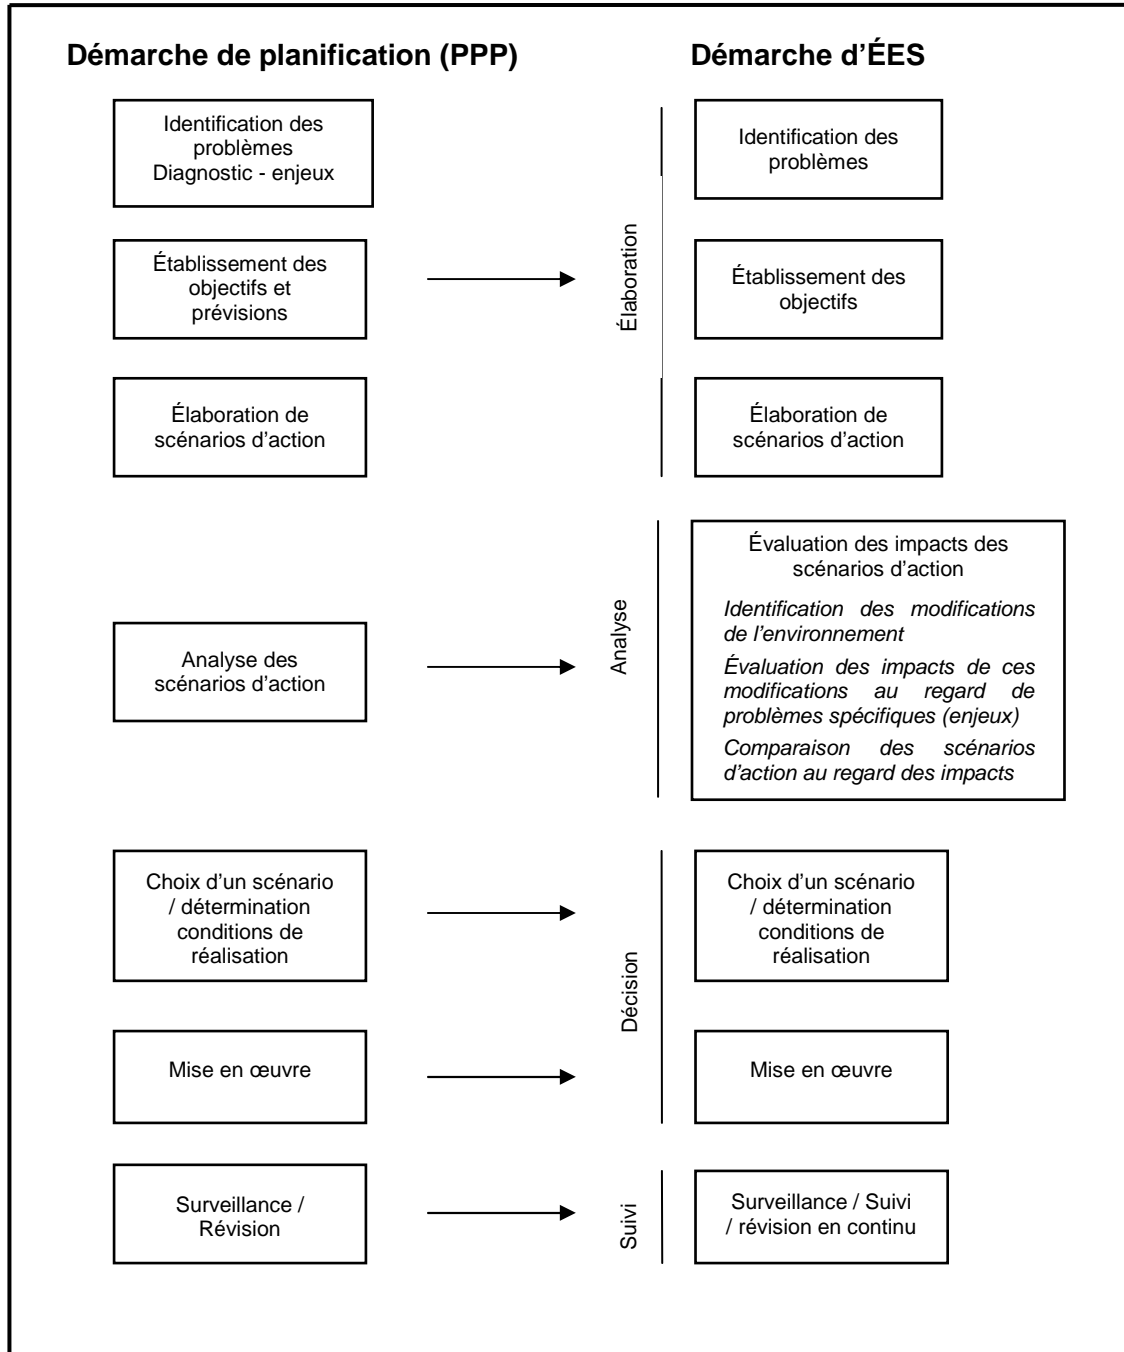 Démarche de planification (PPP)
Démarche d'ÉES
Identification des
problèmes
Diagnostic - enjeux
Identification des
problèmes
Établissement des
objectifs et
prévisions
Élaboration
Établissement des
objectifs
Élaboration de
scénarios d'action
Élaboration de
scénarios d'action
Analyse des
scénarios d'action
Analyse
Évaluation des impacts des
scénarios d'action
Identification des modifications
de l'environnement
Évaluation des impacts de ces
modifications au regard de
problèmes spécifiques (enjeux)
Comparaison des scénarios
d'action au regard des impacts
Choix d'un scénario
/ détermination
conditions de
réalisation
Décision
Choix d'un scénario
/ détermination
conditions de
réalisation
Mise en œuvre
Mise en œuvre
Surveillance /
Révision
Suivi
Surveillance / Suivi
/ révision en continu